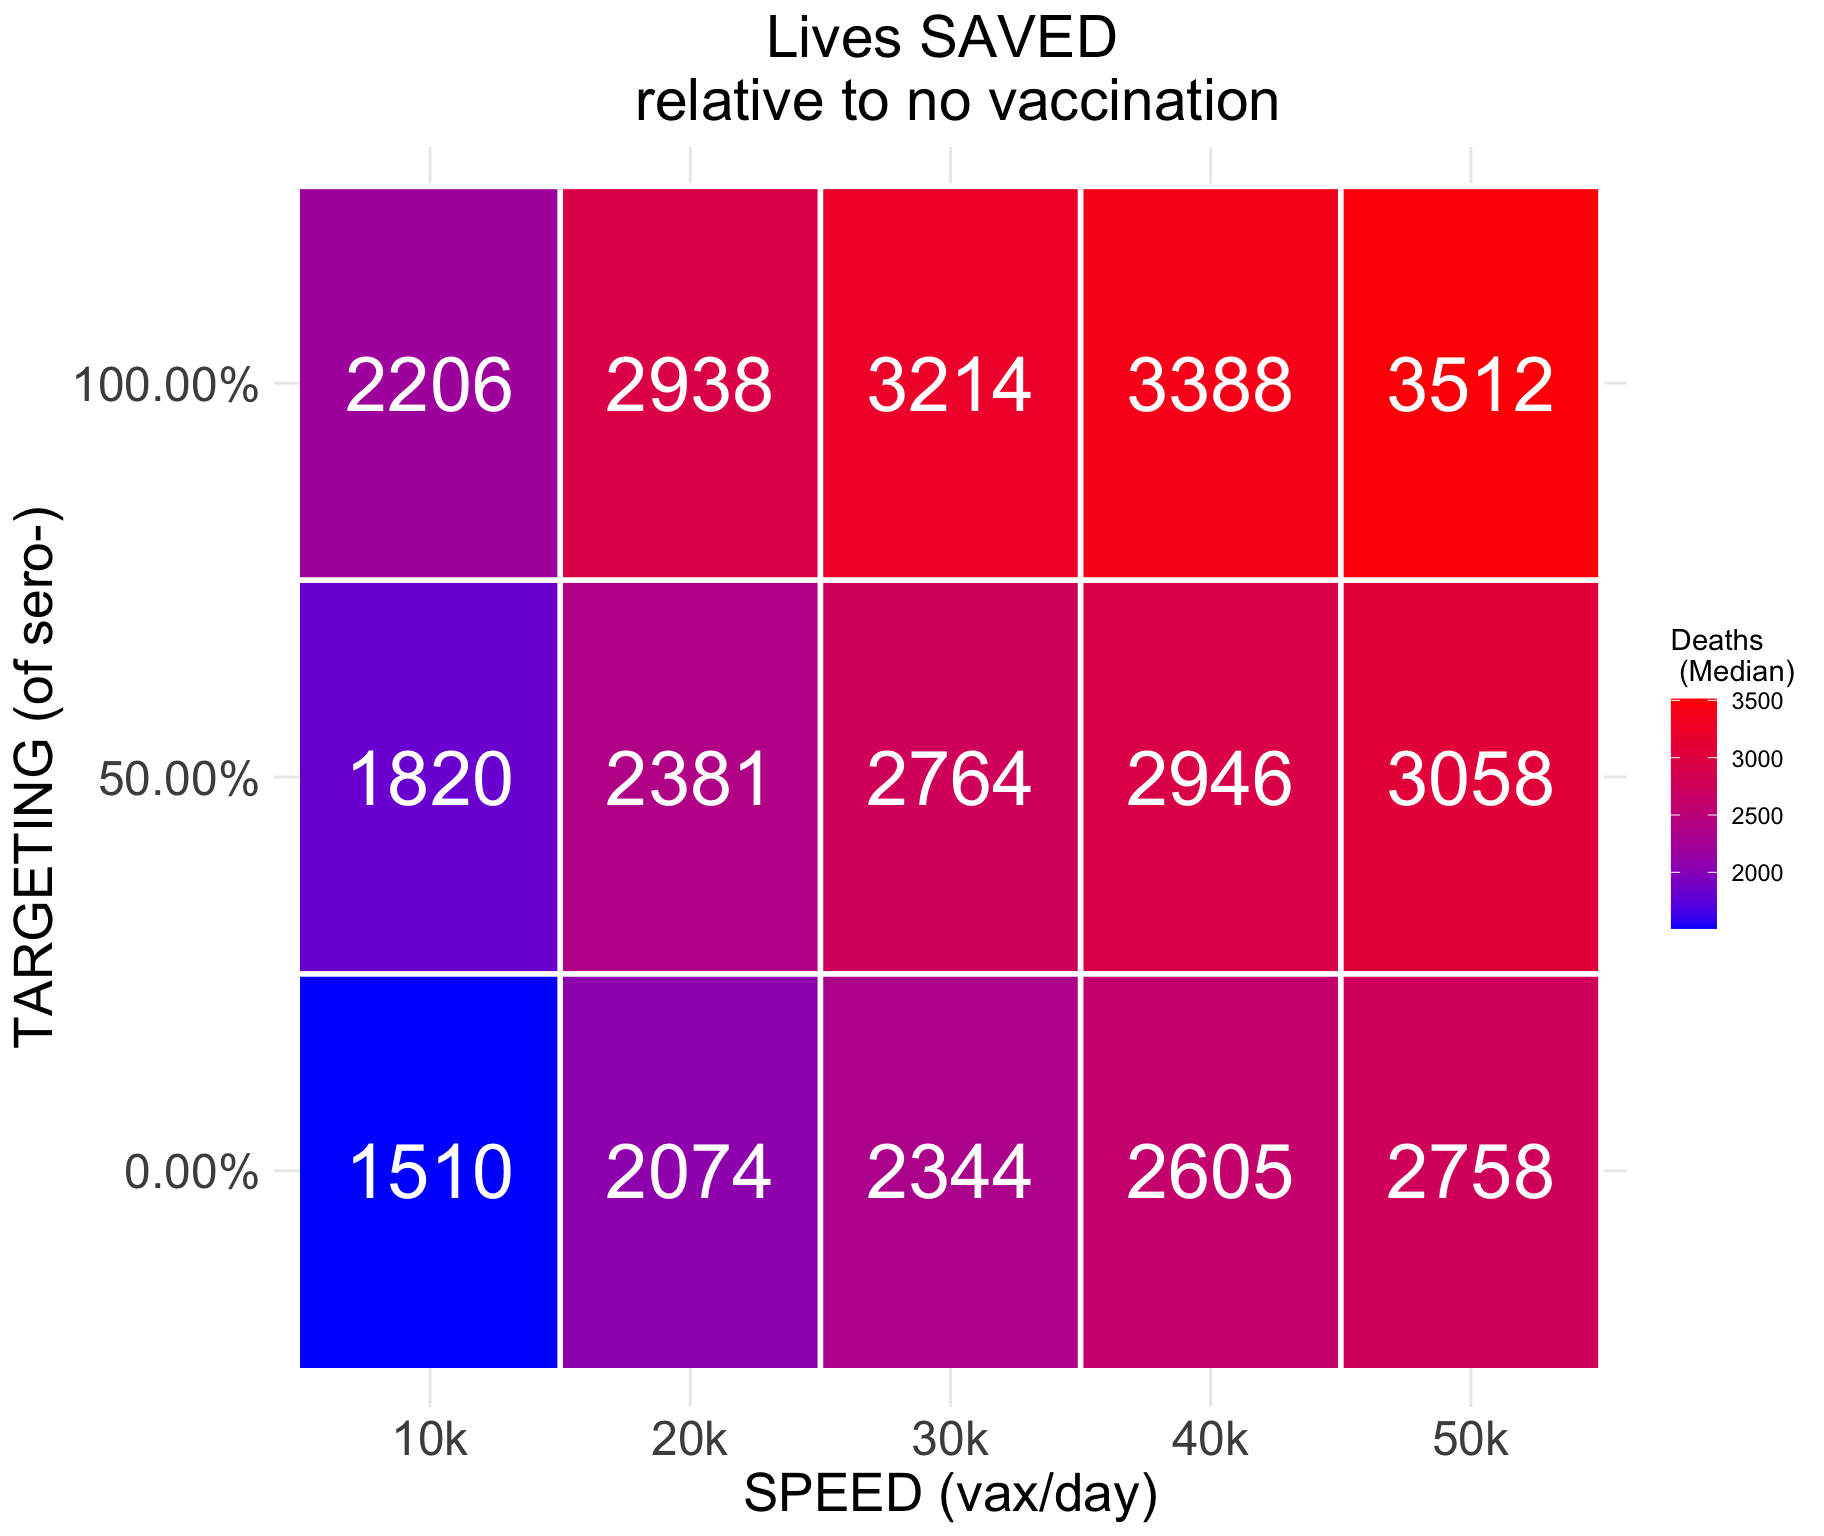 Lives SAVED
relative to no vaccination
TARGETING (of sero-)
100.00%
2206 2938 3214 3388 3512
50.00%
1820 2381 2764 2946 3058
0.00%
1510 2074 2344 2605 2758
10k 20k 30k 40k 50k
SPEED (vax/day)
Deaths
(Median)
3500
3000
2500
2000